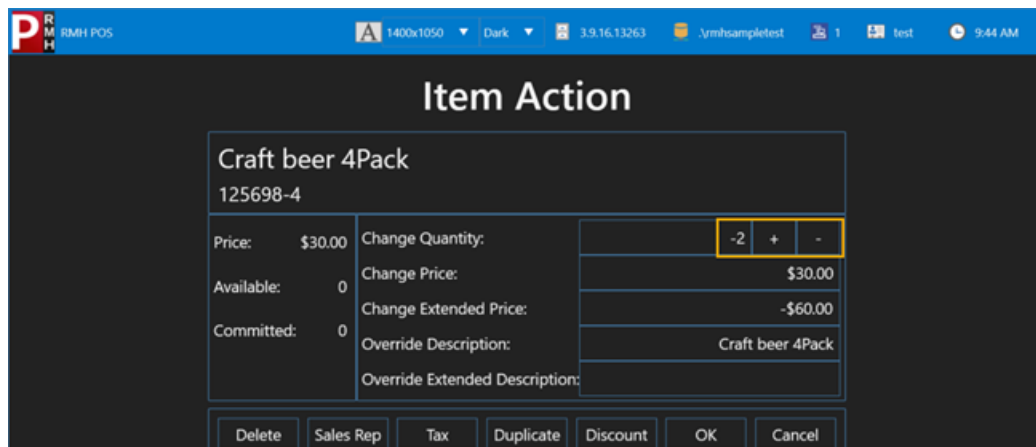 P RMH RMH POS A 1400x1050 Dark 3.9.16.13263 .\rmhsampletest 1 test 9:44 AM
Item Action
Craft beer 4Pack
125698-4
Price: $30.00
Available: 0
Committed: 0
Change Quantity: -2 + -
Change Price: $30.00
Change Extended Price: -$60.00
Override Description: Craft beer 4Pack
Override Extended Description:
Delete Sales Rep Tax Duplicate Discount OK Cancel